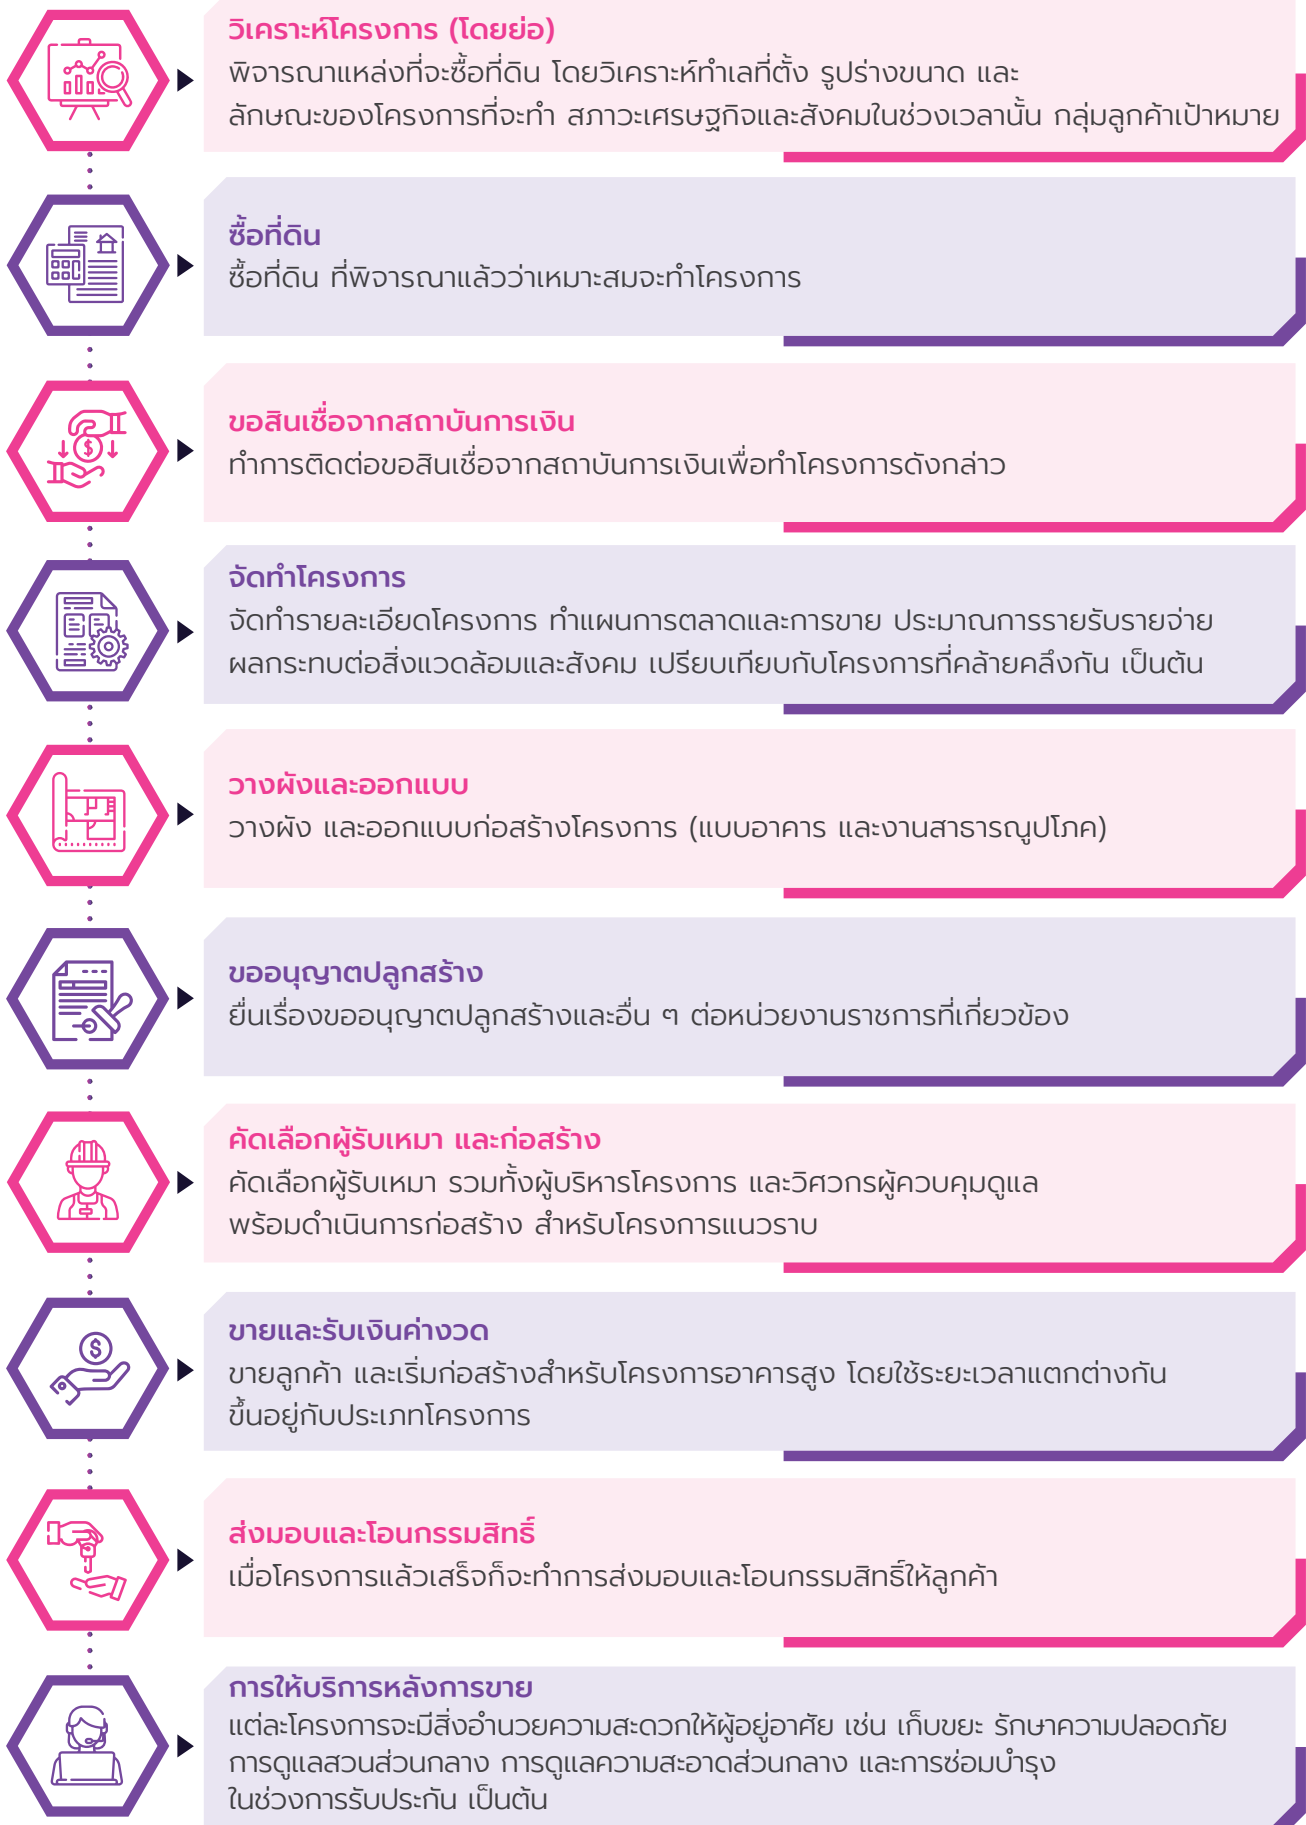 วิเคราะห์โครงการ (โดยย่อ)
พิจารณาแหล่งที่จะซื้อที่ดิน โดยวิเคราะห์ทำเลที่ตั้ง รูปร่างขนาด และ
ลักษณะของโครงการที่จะทำ สภาวะเศรษฐกิจและสังคมในช่วงเวลานั้น กลุ่มลูกค้าเป้าหมาย
ซื้อที่ดิน
ซื้อที่ดิน ที่พิจารณาแล้วว่าเหมาะสมจะทำโครงการ
ขอสินเชื่อจากสถาบันการเงิน
ทำการติดต่อขอสินเชื่อจากสถาบันการเงินเพื่อทำโครงการดังกล่าว
จัดทำโครงการ
จัดทำรายละเอียดโครงการ ทำแผนการตลาดและการขาย ประมาณการรายรับรายจ่าย
ผลกระทบต่อสิ่งแวดล้อมและสังคม เปรียบเทียบกับโครงการที่คล้ายคลึงกัน เป็นต้น
วางผังและออกแบบ
วางผัง และออกแบบก่อสร้างโครงการ (แบบอาคาร และงานสาธารณูปโภค)
ขออนุญาตปลูกสร้าง
ยื่นเรื่องขออนุญาตปลูกสร้างและอื่น ๆ ต่อหน่วยงานราชการที่เกี่ยวข้อง
คัดเลือกผู้รับเหมา และก่อสร้าง
คัดเลือกผู้รับเหมา รวมทั้งผู้บริหารโครงการ และวิศวกรผู้ควบคุมดูแล
พร้อมดำเนินการก่อสร้าง สำหรับโครงการแนวราบ
ขายและรับเงินค่างวด
ขายลูกค้า และเริ่มก่อสร้างสำหรับโครงการอาคารสูง โดยใช้ระยะเวลาแตกต่างกัน
ขึ้นอยู่กับประเภทโครงการ
ส่งมอบและโอนกรรมสิทธิ์
เมื่อโครงการแล้วเสร็จก็จะทำการส่งมอบและโอนกรรมสิทธิ์ให้ลูกค้า
การให้บริการหลังการขาย
แต่ละโครงการจะมีสิ่งอำนวยความสะดวกให้ผู้อยู่อาศัย เช่น เก็บขยะ รักษาความปลอดภัย
การดูแลสวนส่วนกลาง การดูแลความสะอาดส่วนกลาง และการซ่อมบำรุง
ในช่วงการรับประกัน เป็นต้น